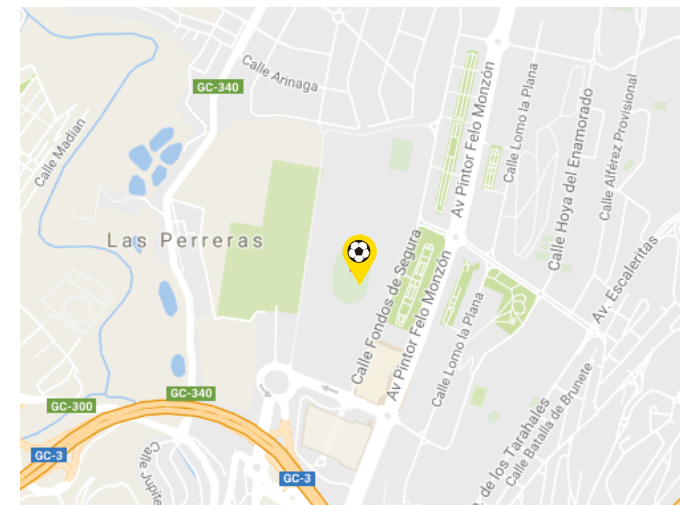 Calle Arinaga
GC-340
Calle Madian
Av Pintor Felo Monzón
Calle Lomo la Plana
Calle Hoya del Enamorado
Calle Alférez Provisional
Las Perreras
Calle Fondos de Segura
Av Pintor Felo Monzón
Calle Lomo la Plana
Av. Escaleritas
GC-340
GC-300
GC-3
Calle Jupite
GC-3
. de los Tarahales
Calle Batalla de Brunete